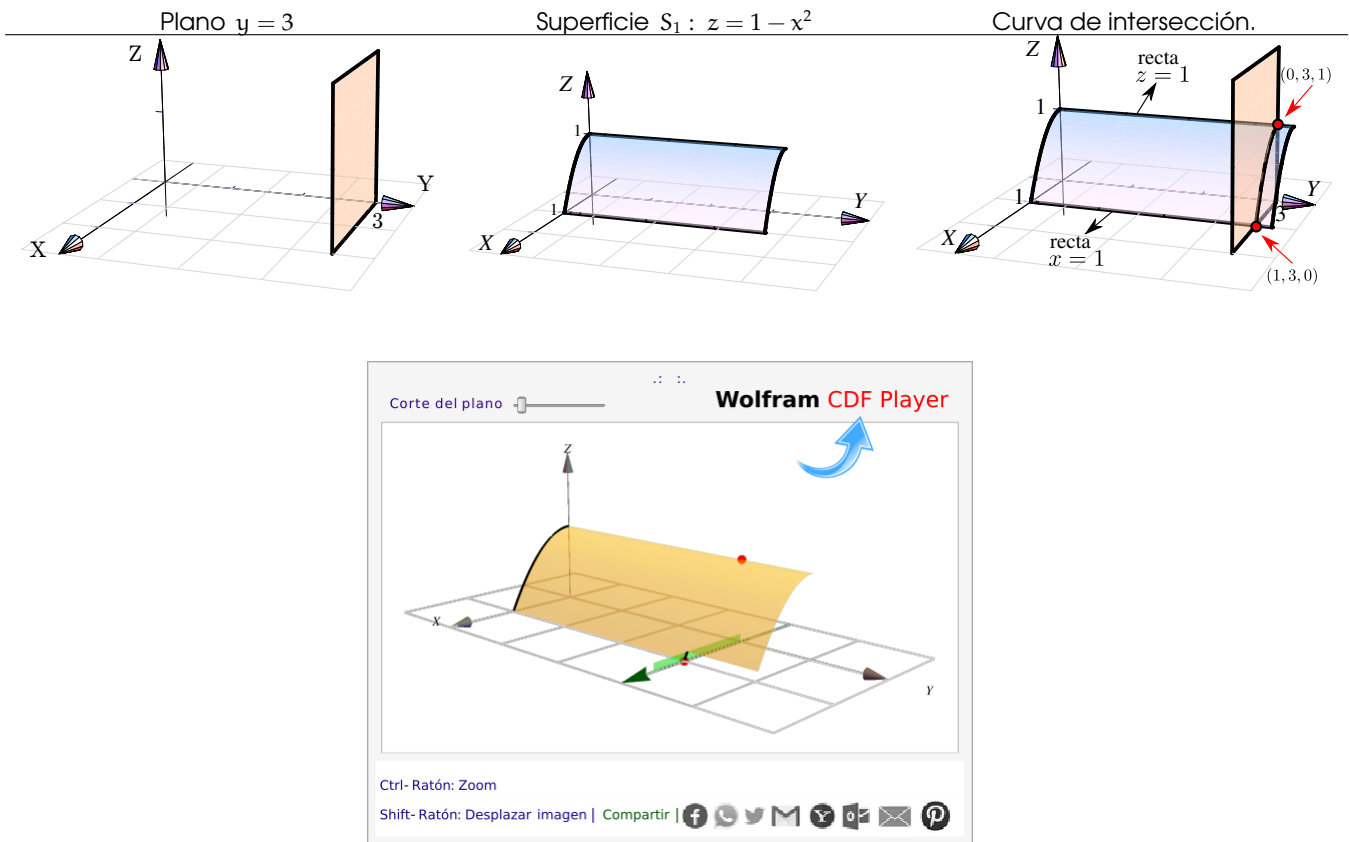 Plano y = 3
Superficie S₁ : z = 1 − x²
Curva de intersección.
Z
Y
3
X
Z
1
1
Y
X
Z
recta
z = 1
(0, 3, 1)
1
1
Y
3
X
recta
x = 1
(1, 3, 0)
.: :.
Corte del plano
Wolfram CDF Player
Z
X
Y
Ctrl- Ratón: Zoom
Shift- Ratón: Desplazar imagen | Compartir |